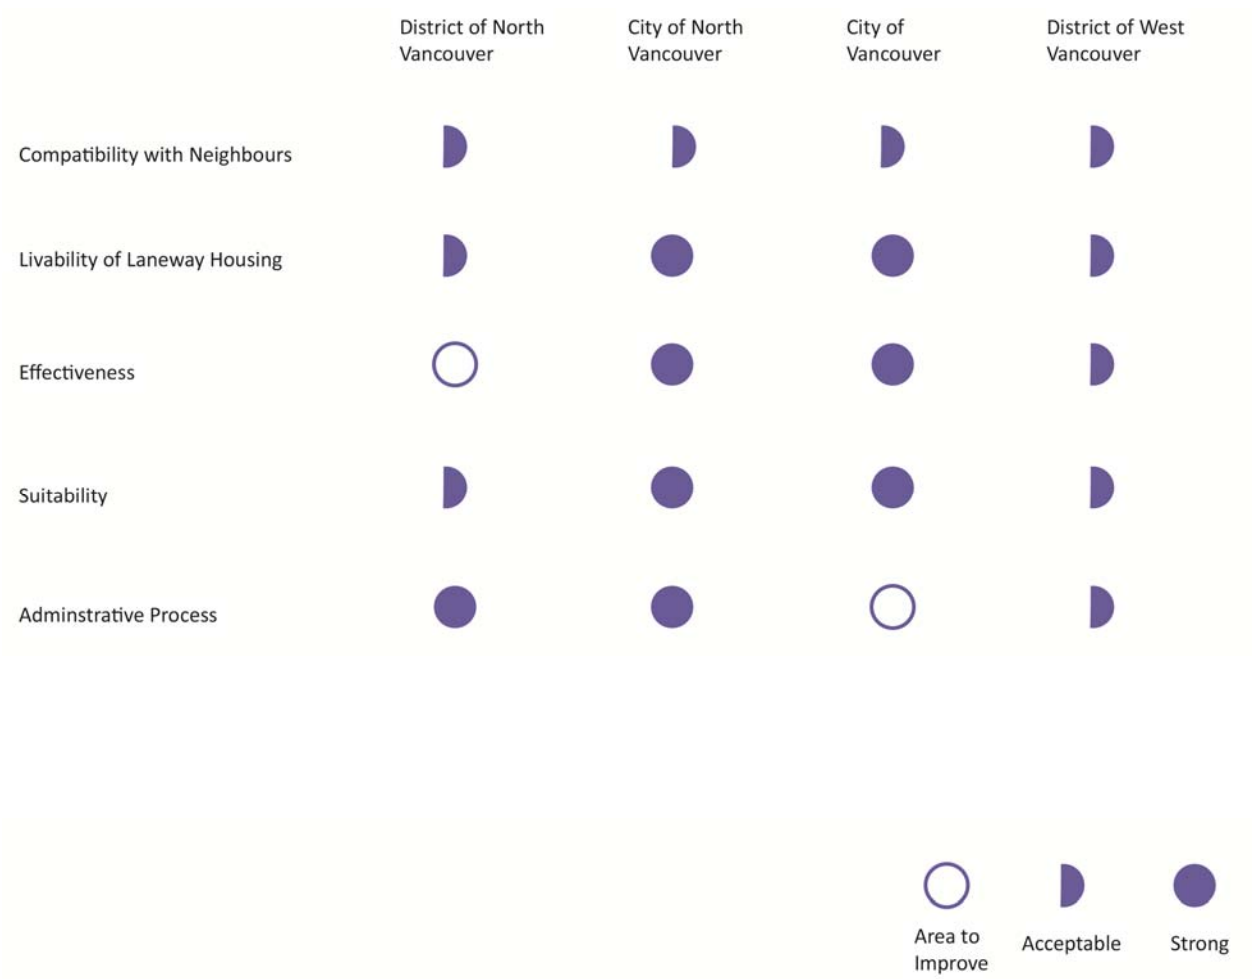 District of North
Vancouver
City of North
Vancouver
City of
Vancouver
District of West
Vancouver
Compatibility with Neighbours
Livability of Laneway Housing
Effectiveness
Suitability
Adminstrative Process
Area to
Improve
Acceptable
Strong